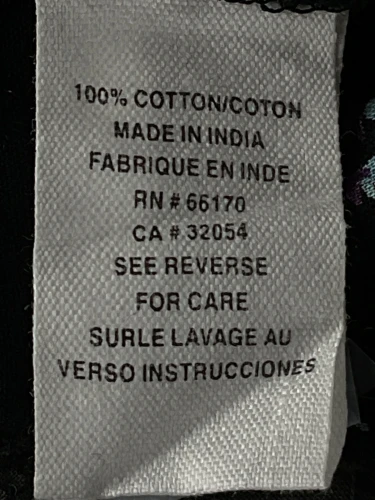 100% COTTON/COTON
MADE IN INDIA
FABRIQUE EN INDE
RN # 66170
CA # 32054
SEE REVERSE
FOR CARE
SURLE LAVAGE AU
VERSO INSTRUCCIONES